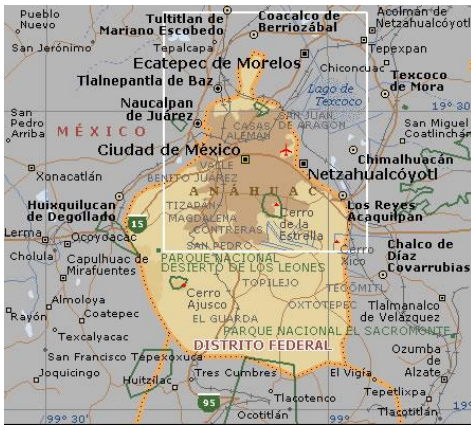 Pueblo
Nuevo
Tultitlan de
Mariano Escobedo
Coacalco de
Berriozábal
Acolmán de
Netzahualcóyotl
San Jerónimo
Tapalcapa
Tepexpan
Ecatepec de Morelos
Chiconcuac
Tlalnepantla de Baz
Lago de
Texcoco
Texcoco
de Mora
Naucalpan
de Juárez
19° 30'
San
Pedro
Arriba
MÉXICO
CASAS
ALEMÁN
SAN JUAN
DE ARAGON
San Miguel
Coatlinchán
Ciudad de México
Chimalhuacán
Xonacatlán
VALLE
BENITO JUÁREZ
Netzahualcóyotl
ANÁHUAC
Huixquilucan
de Degollado
TIZAPÁN-
MAGDALENA
CONTRERAS
Cerro
de la
Estrella
Los Reyes
Acaquilpan
15
Lerma
Ocoyoacac
SAN PEDRO
Cerro
Xico
Chalco de
Díaz
Covarrubias
Cholula
Capulhuac de
Mirafuentes
PARQUE NACIONAL
DESIERTO DE LOS LEONES
TOPILEJO
TECÓMITL
Almoloya
Cerro
Ajusco
OXTOTEPEC
Tlalmanalco
de Velázquez
Rayón
Coatepec
EL GUARDA
Texcalyacac
PARQUE NACIONAL EL SACROMONTE
DISTRITO FEDERAL
Ozumba
de
Alzate
San Francisco Tepexoxuca
Joquicingo
Huitzilac
Tres Cumbres
El Vigía
Tepetlixpa
95
Tlacotenco
Ocotitlán
Tlacotitlán
99° 30'
99°